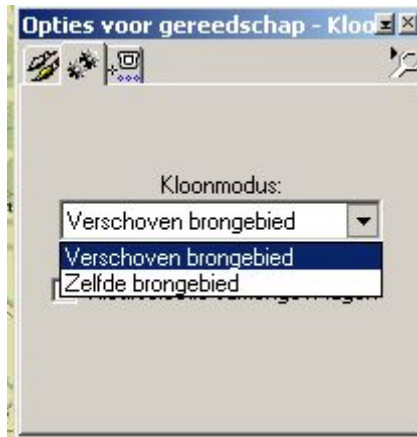 Opties voor gereedschap - Kloo
Kloonmodus:
Verschoven brongebied
Verschoven brongebied
Zelfde brongebied